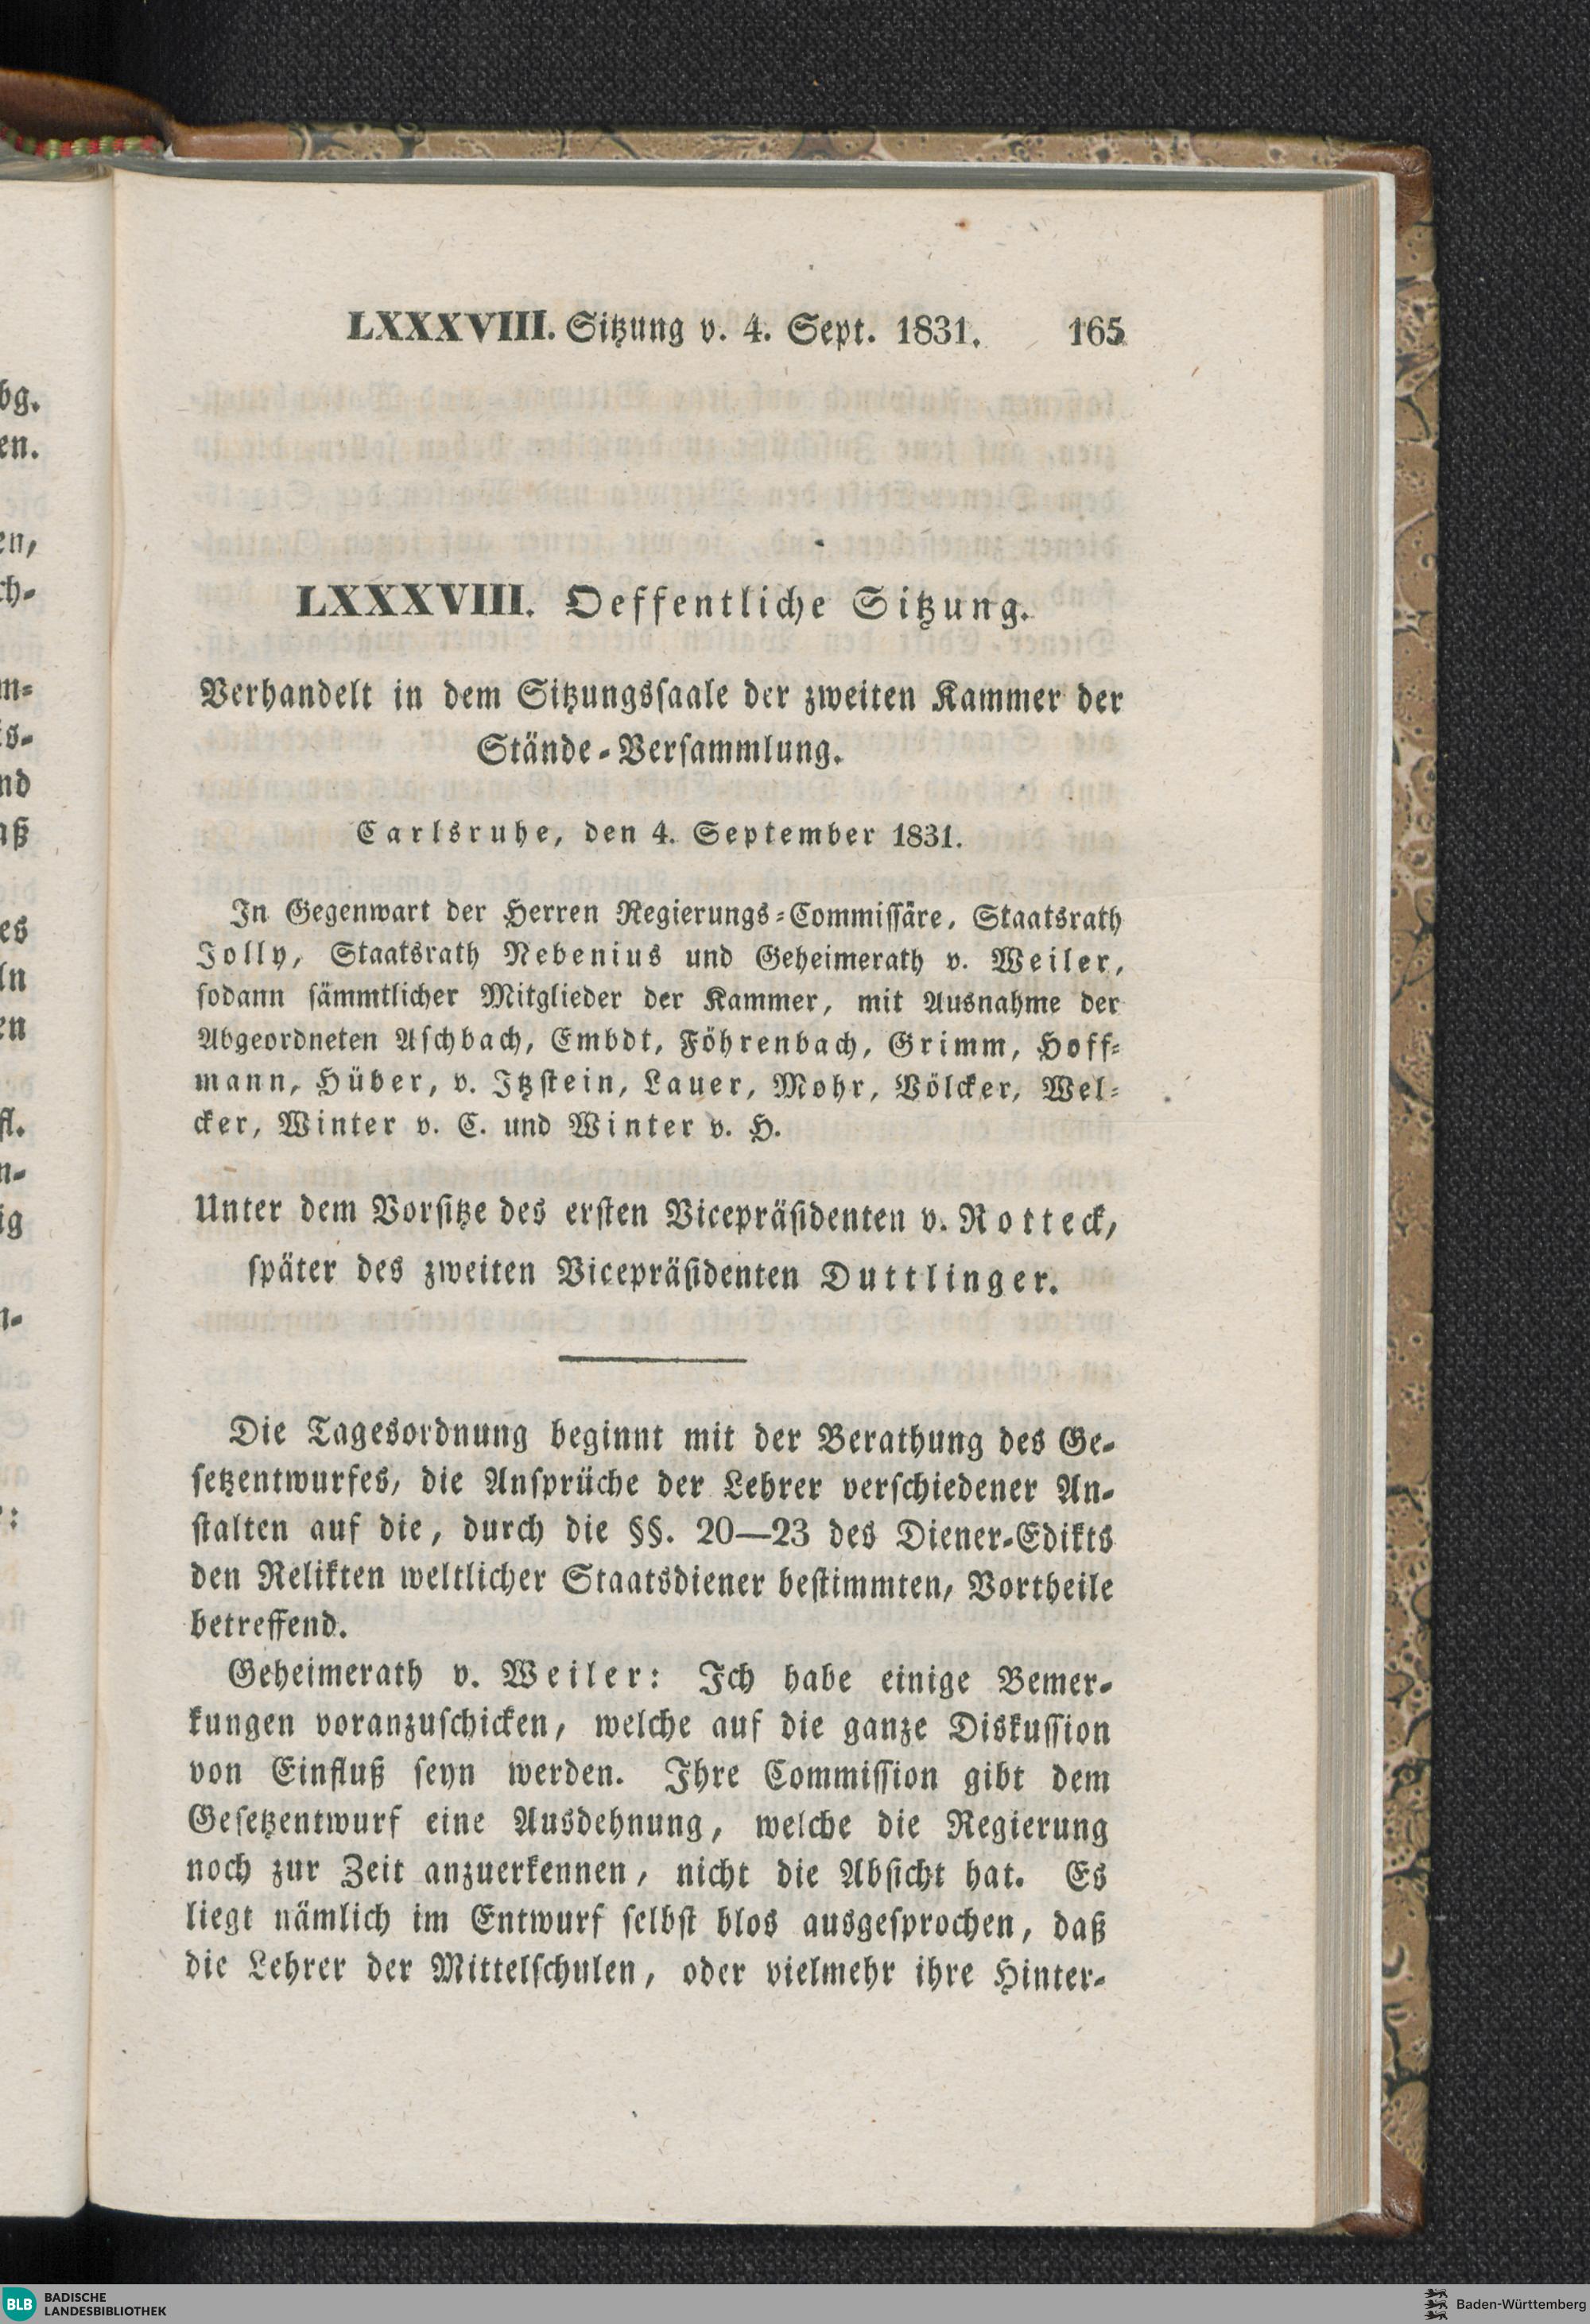 LXXXVIII. Sitzung v. 4. Sept. 1831. 165
LXXXVIII. Oeffentliche Sitzung.
Verhandelt in dem Sitzungsſaale der zweiten Kammer der
Stände-Verſammlung.
Carlsruhe, den 4. September 1831.
In Gegenwart der Herren Regierungs-Commiſſäre, Staatsrath
Jolly, Staatsrath Nebenius und Geheimerath v. Weiler,
ſodann ſämmtlicher Mitglieder der Kammer, mit Ausnahme der
Abgeordneten Aſchbach, Embdt, Föhrenbach, Grimm, Hoff-
mann, Hüber, v. Itzſtein, Lauer, Mohr, Völcker, Wel-
cker, Winter v. C. und Winter v. H.
Unter dem Vorſitze des erſten Vicepräſidenten v. Rotteck,
ſpäter des zweiten Vicepräſidenten Duttlinger.
Die Tagesordnung beginnt mit der Berathung des Ge-
ſetzentwurfes, die Anſprüche der Lehrer verſchiedener An-
ſtalten auf die, durch die §§. 20—23 des Diener-Edikts
den Relikten weltlicher Staatsdiener beſtimmten, Vortheile
betreffend.
Geheimerath v. Weiler: Ich habe einige Bemer-
kungen voranzuſchicken, welche auf die ganze Diskuſſion
von Einfluß ſeyn werden. Ihre Commiſſion gibt dem
Geſetzentwurf eine Ausdehnung, welche die Regierung
noch zur Zeit anzuerkennen, nicht die Abſicht hat. Es
liegt nämlich im Entwurf ſelbſt blos ausgeſprochen, daß
die Lehrer der Mittelſchulen, oder vielmehr ihre Hinter-
BLB BADISCHE
LANDESBIBLIOTHEK
Baden-Württemberg